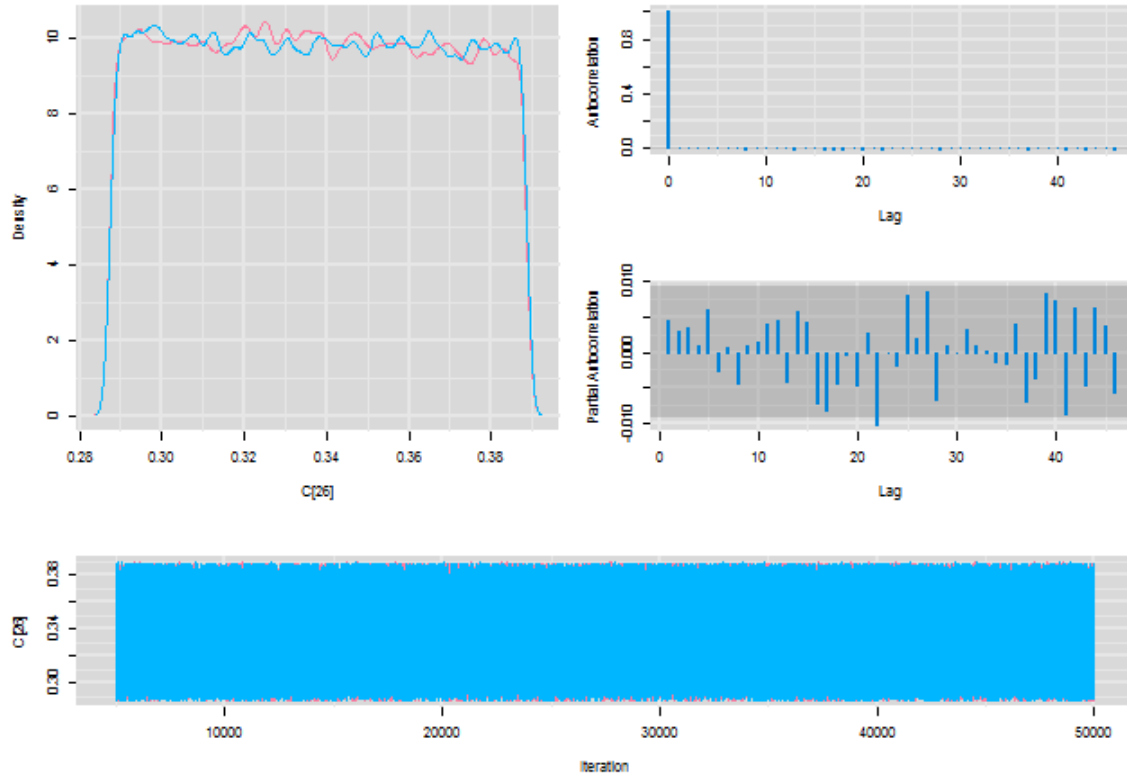 10
8
6
4
2
0
Density
0.28 0.30 0.32 0.34 0.36 0.38
C[26]
0.8
0.4
0.0
Autocorrelation
0 10 20 30 40
Lag
0.010
0.000
-0.010
Partial Autocorrelation
0 10 20 30 40
Lag
0.38
0.34
0.30
C[26]
10000 20000 30000 40000 50000
Iteration